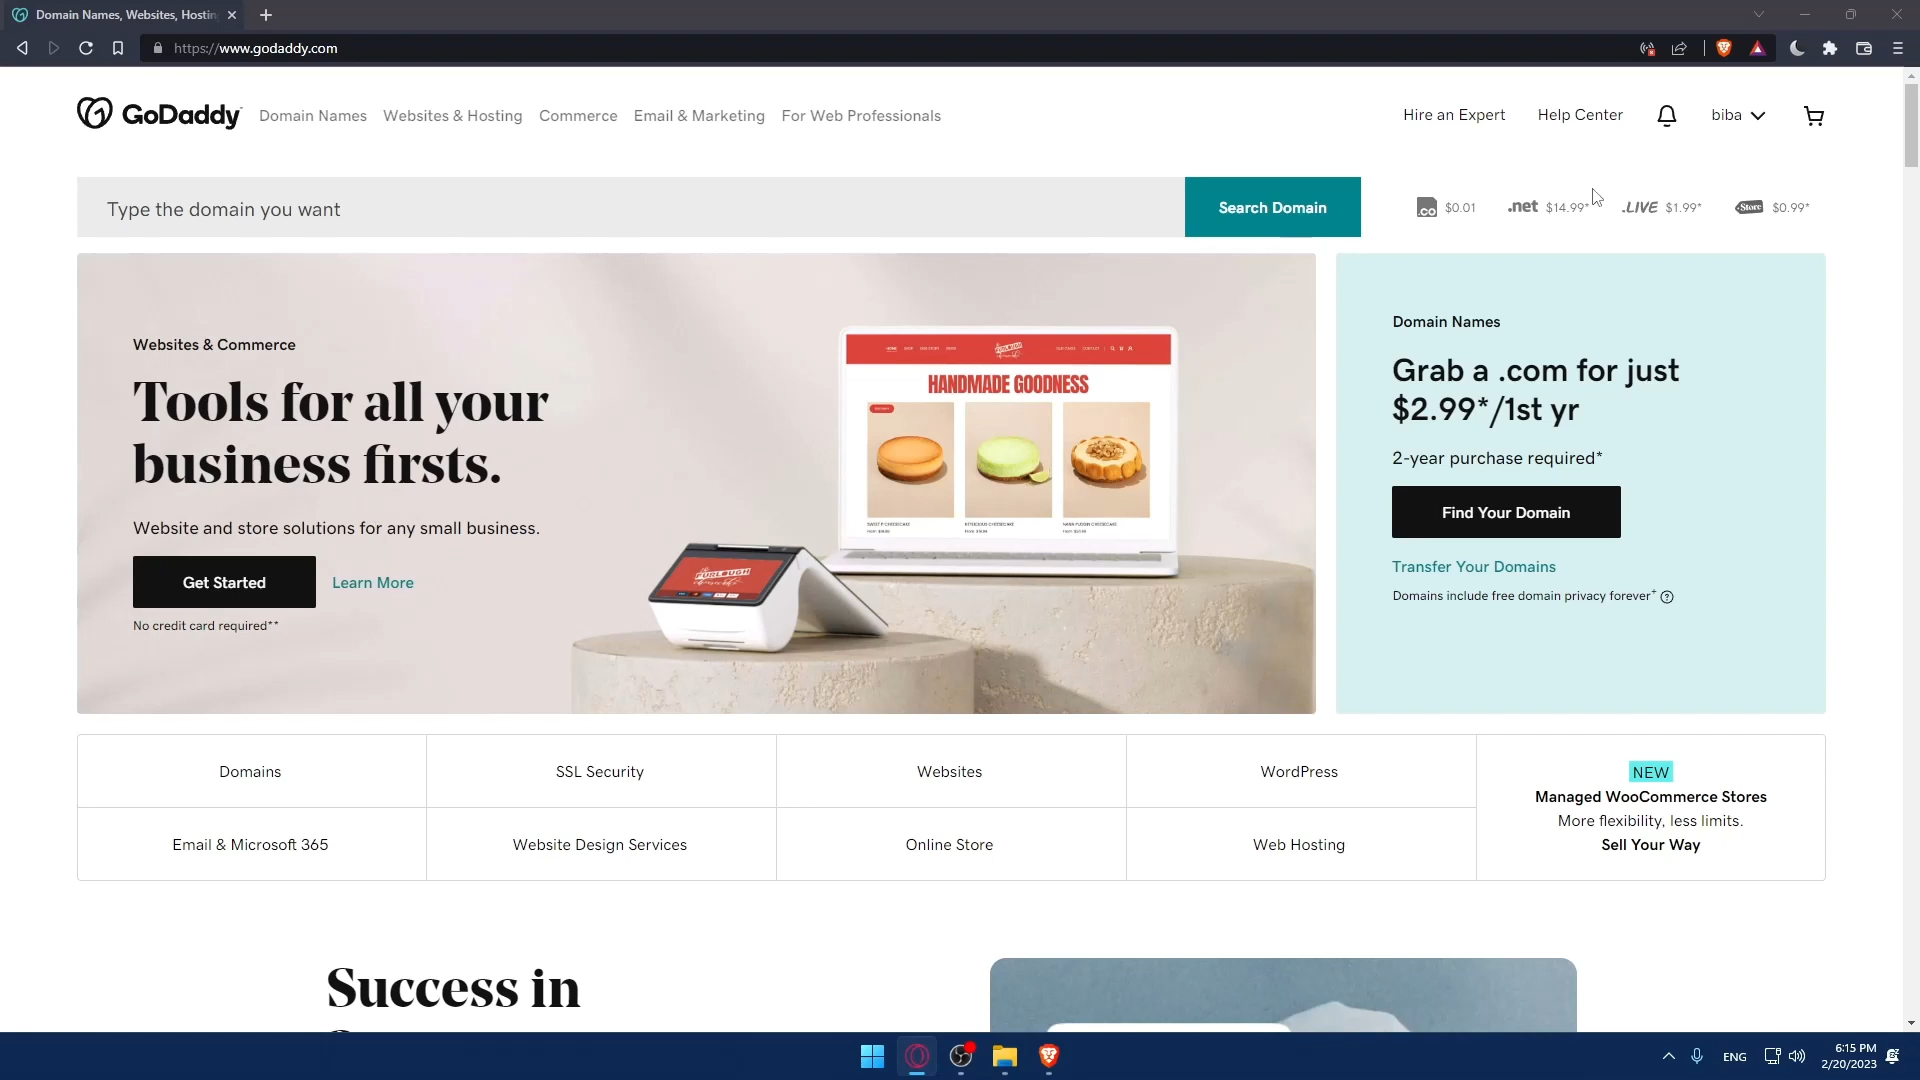 Domain Names, Websites, Hostin
https://www.godaddy.com
GoDaddy
Domain Names
Websites & Hosting
Commerce
Email & Marketing
For Web Professionals
Hire an Expert
Help Center
biba
Type the domain you want
Search Domain
.co $0.01
.net $14.99*
.LIVE $1.99*
.Store $0.99*
Websites & Commerce
Tools for all your
business firsts.
Website and store solutions for any small business.
Get Started
Learn More
No credit card required**
HANDMADE GOODNESS
Domain Names
Grab a .com for just
$2.99*/1st yr
2-year purchase required*
Find Your Domain
Transfer Your Domains
Domains include free domain privacy forever+
Domains
SSL Security
Websites
WordPress
NEW
Managed WooCommerce Stores
More flexibility, less limits.
Sell Your Way
Email & Microsoft 365
Website Design Services
Online Store
Web Hosting
Success in
ENG
6:15 PM
2/20/2023